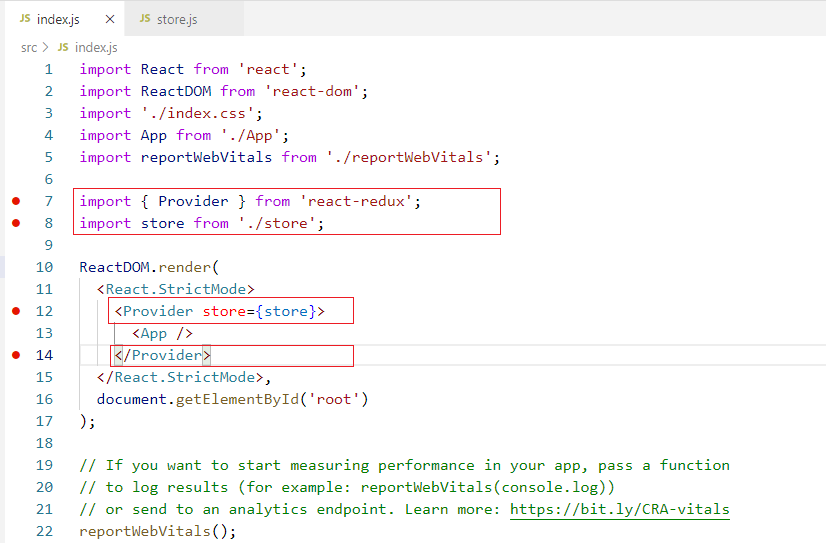 JS index.js × JS store.js
src > JS index.js
1 import React from 'react';
2 import ReactDOM from 'react-dom';
3 import './index.css';
4 import App from './App';
5 import reportWebVitals from './reportWebVitals';
6
7 import { Provider } from 'react-redux';
8 import store from './store';
9
10 ReactDOM.render(
11 <React.StrictMode>
12 <Provider store={store}>
13 <App />
14 </Provider>
15 </React.StrictMode>,
16 document.getElementById('root')
17 );
18
19 // If you want to start measuring performance in your app, pass a function
20 // to log results (for example: reportWebVitals(console.log))
21 // or send to an analytics endpoint. Learn more: https://bit.ly/CRA-vitals
22 reportWebVitals();